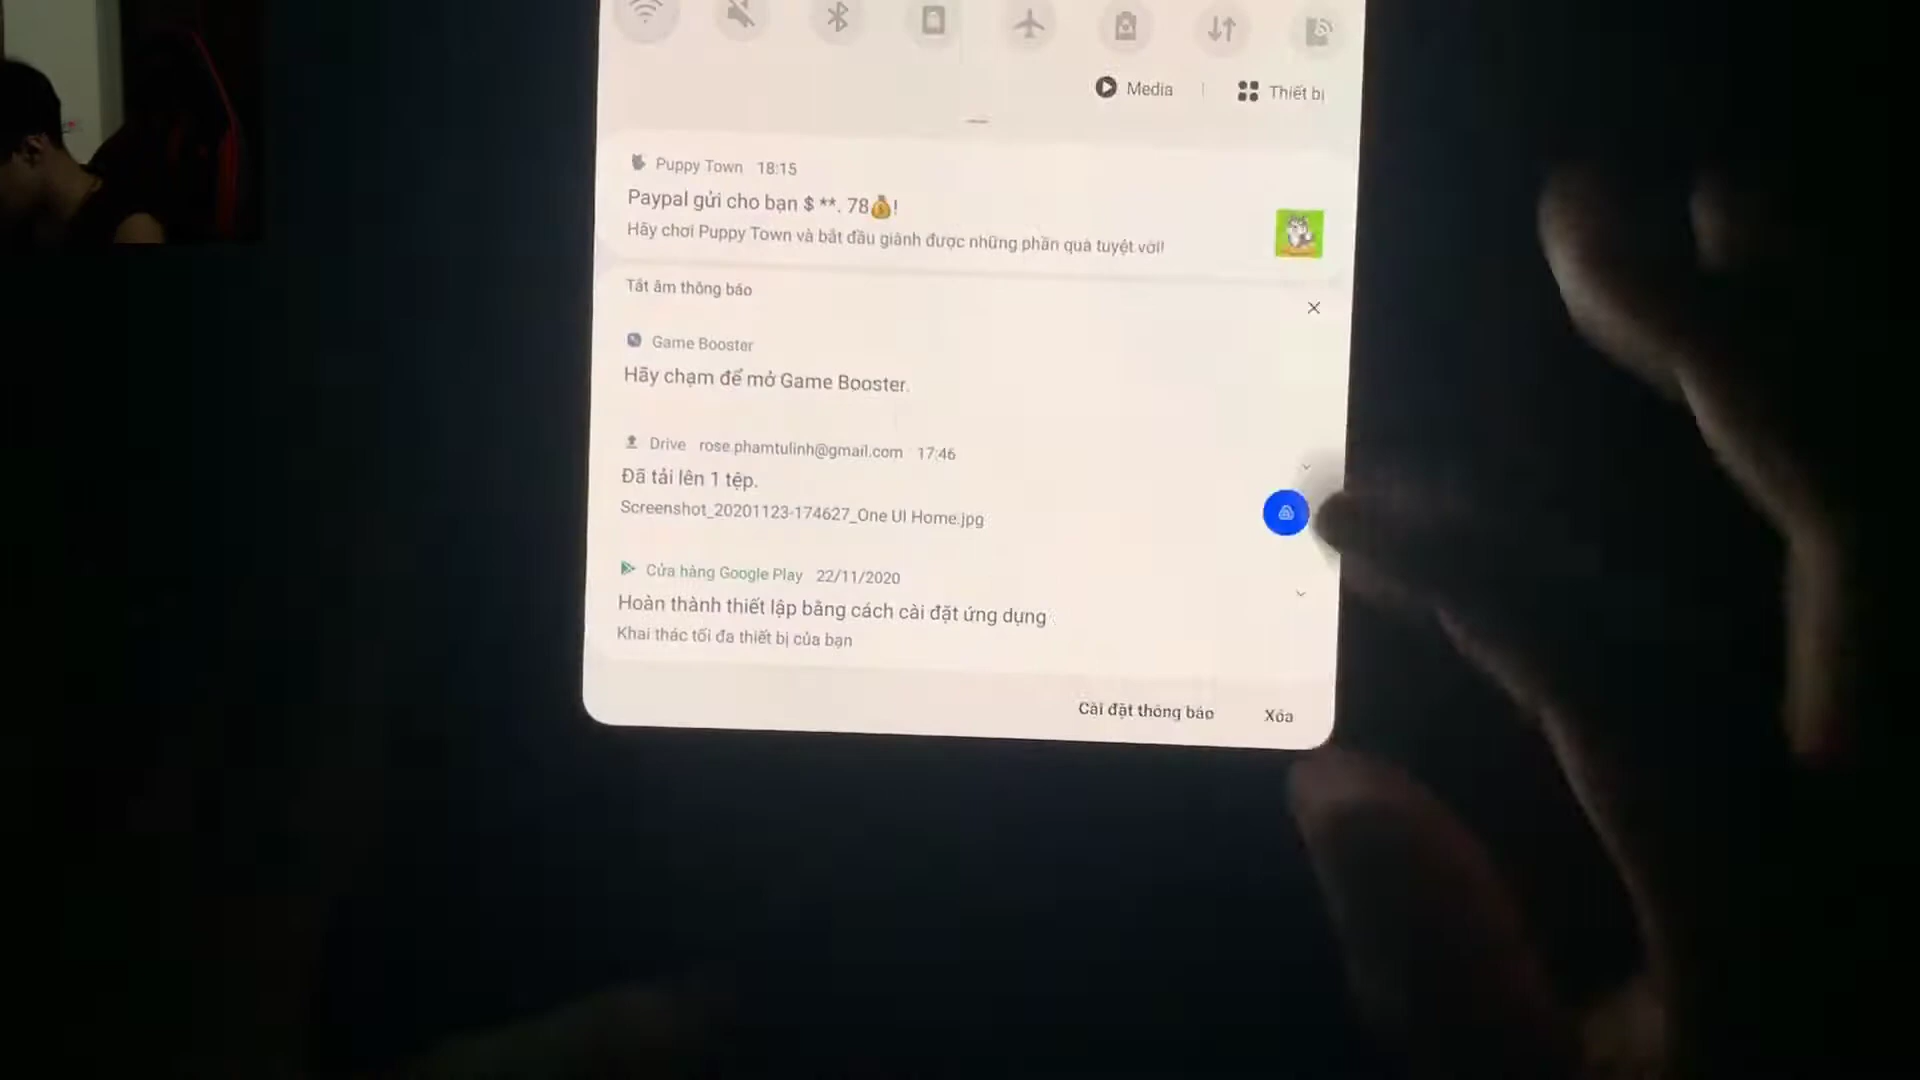 Media
Thiết bị
Puppy Town 18:15
Paypal gửi cho bạn $ **. 78💰!
Hãy chơi Puppy Town và bắt đầu giành được những phần quà tuyệt vời!
Tắt âm thông báo
Game Booster
Hãy chạm để mở Game Booster.
Drive rose.phamtulinh@gmail.com 17:46
Đã tải lên 1 tệp.
Screenshot_20201123-174627_One UI Home.jpg
Cửa hàng Google Play 22/11/2020
Hoàn thành thiết lập bằng cách cài đặt ứng dụng
Khai thác tối đa thiết bị của bạn
Cài đặt thông báo
Xóa